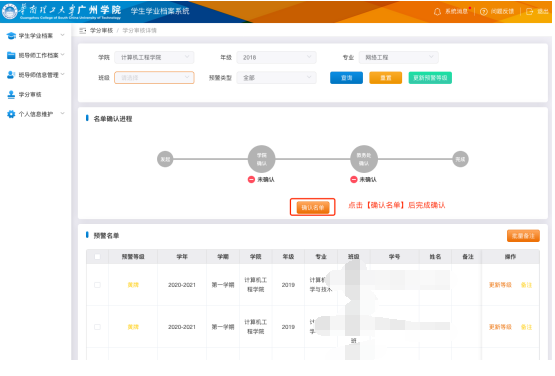 华南理工大学广州学院 学生学业档案系统 系统消息 问题反馈 退出
Guangzhou College of South China University of Technology
学生学业档案
班导师工作档案
班导师信息管理
学分审核
个人信息维护
学分审核 / 学分审核详情
学院 计算机工程学院 年级 2018 专业 网络工程
班级 请选择 预警类型 全部 查询 重置 更新预警等级
名单确认进程
发起 学院确认 教务处确认 完成
未确认 未确认
确认名单 点击【确认名单】后完成确认
预警名单 批量备注
预警等级 学年 学期 学院 年级 专业 班级 学号 姓名 备注 操作
黄牌 2020-2021 第一学期 计算机工程学院 2019 计算机 学与技术 更新等级 备注
黄牌 2020-2021 第一学期 计算机工程学院 2019 班 更新等级 备注